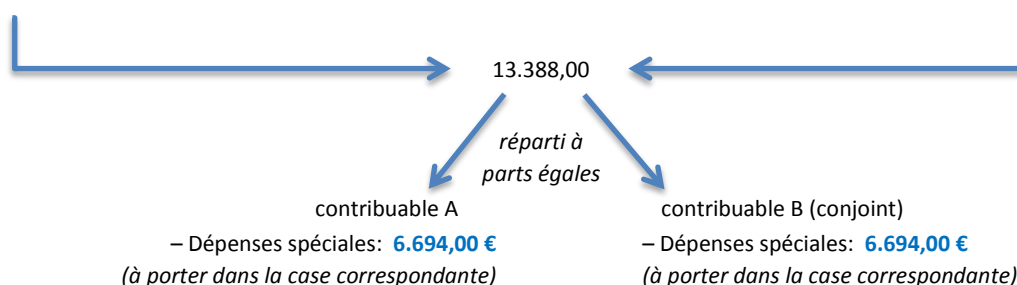 13.388,00
réparti à
parts égales
contribuable A
– Dépenses spéciales: 6.694,00 €
(à porter dans la case correspondante)
contribuable B (conjoint)
– Dépenses spéciales: 6.694,00 €
(à porter dans la case correspondante)